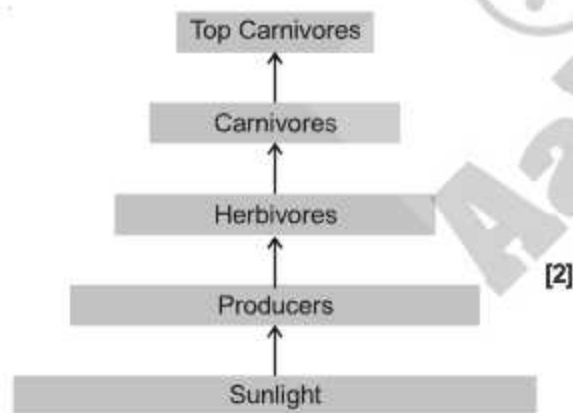 Top Carnivores
Carnivores
Herbivores
[2]
Producers
Sunlight